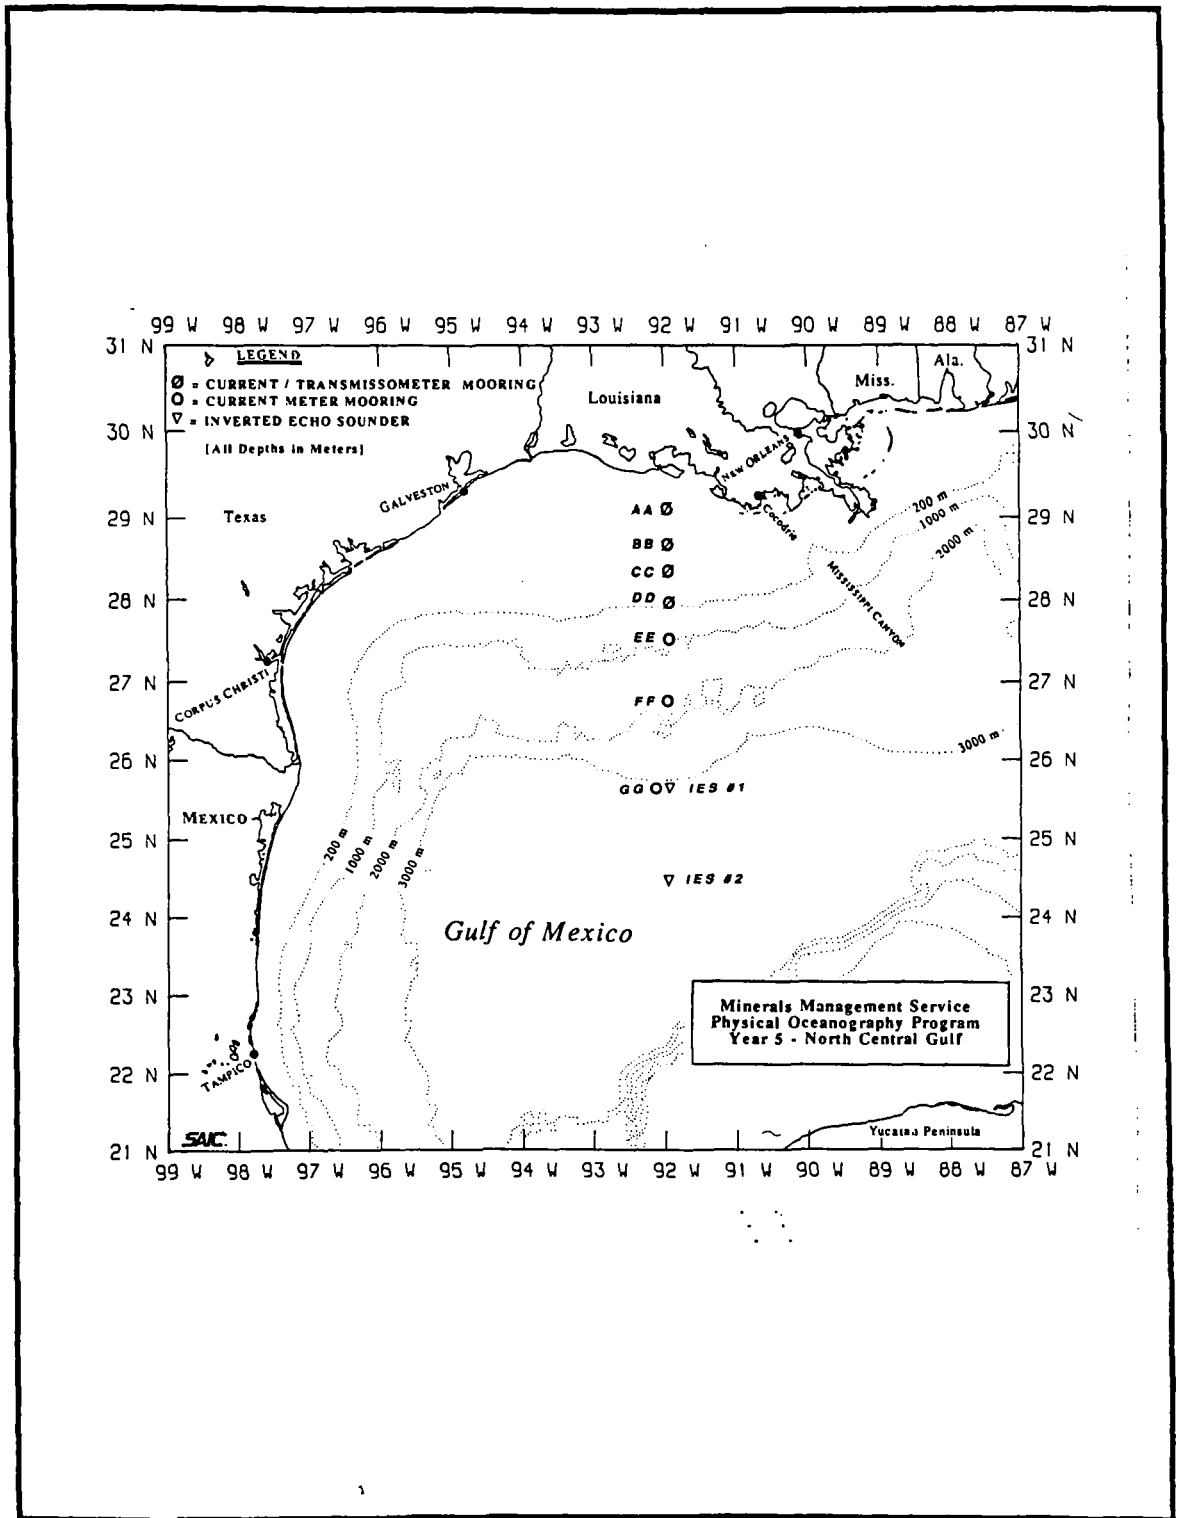 99 W 98 W 97 W 96 W 95 W 94 W 93 W 92 W 91 W 90 W 89 W 88 W 87 W
31 N 31 N
LEGEND
Ø = CURRENT / TRANSMISSOMETER MOORING
O = CURRENT METER MOORING
▽ = INVERTED ECHO SOUNDER
[All Depths in Meters]
Louisiana
Miss.
Ala.
30 N 30 N
NEW ORLEANS
GALVESTON
Texas
Cocodrie
29 N 29 N
AA Ø
BB Ø
CC Ø
DD Ø
EE O
FF O
GG O▽ IES #1
▽ IES #2
200 m
1000 m
2000 m
MISSISSIPPI CANYON
28 N 28 N
CORPUS CHRISTI
27 N 27 N
3000 m
26 N 26 N
MEXICO
25 N 25 N
200 m
1000 m
2000 m
3000 m
24 N 24 N
Gulf of Mexico
23 N 23 N
Minerals Management Service
Physical Oceanography Program
Year 5 - North Central Gulf
22 N 22 N
TAMPICO
SAIC
Yucatan Peninsula
21 N 21 N
99 W 98 W 97 W 96 W 95 W 94 W 93 W 92 W 91 W 90 W 89 W 88 W 87 W